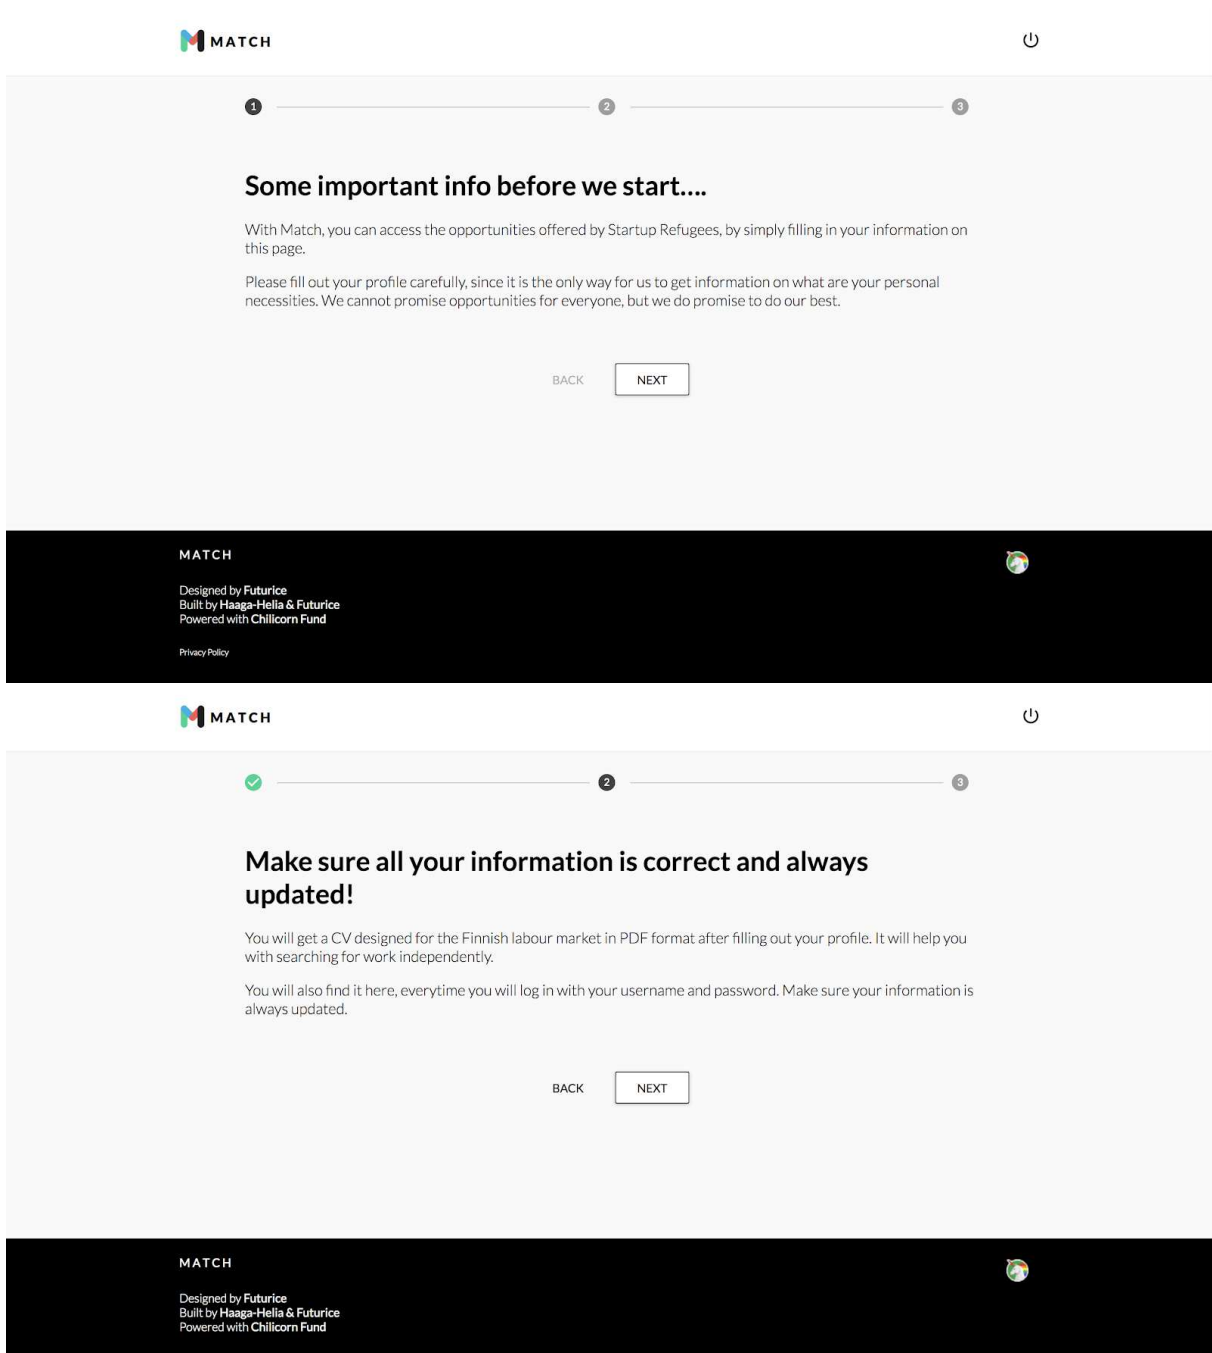 MATCH
1
2
3
Some important info before we start....
With Match, you can access the opportunities offered by Startup Refugees, by simply filling in your information on
this page.
Please fill out your profile carefully, since it is the only way for us to get information on what are your personal
necessities. We cannot promise opportunities for everyone, but we do promise to do our best.
BACK
NEXT
MATCH
Designed by Futurice
Built by Haaga-Helia & Futurice
Powered with Chilicorn Fund
Privacy Policy
MATCH
2
3
Make sure all your information is correct and always
updated!
You will get a CV designed for the Finnish labour market in PDF format after filling out your profile. It will help you
with searching for work independently.
You will also find it here, everytime you will log in with your username and password. Make sure your information is
always updated.
BACK
NEXT
MATCH
Designed by Futurice
Built by Haaga-Helia & Futurice
Powered with Chilicorn Fund